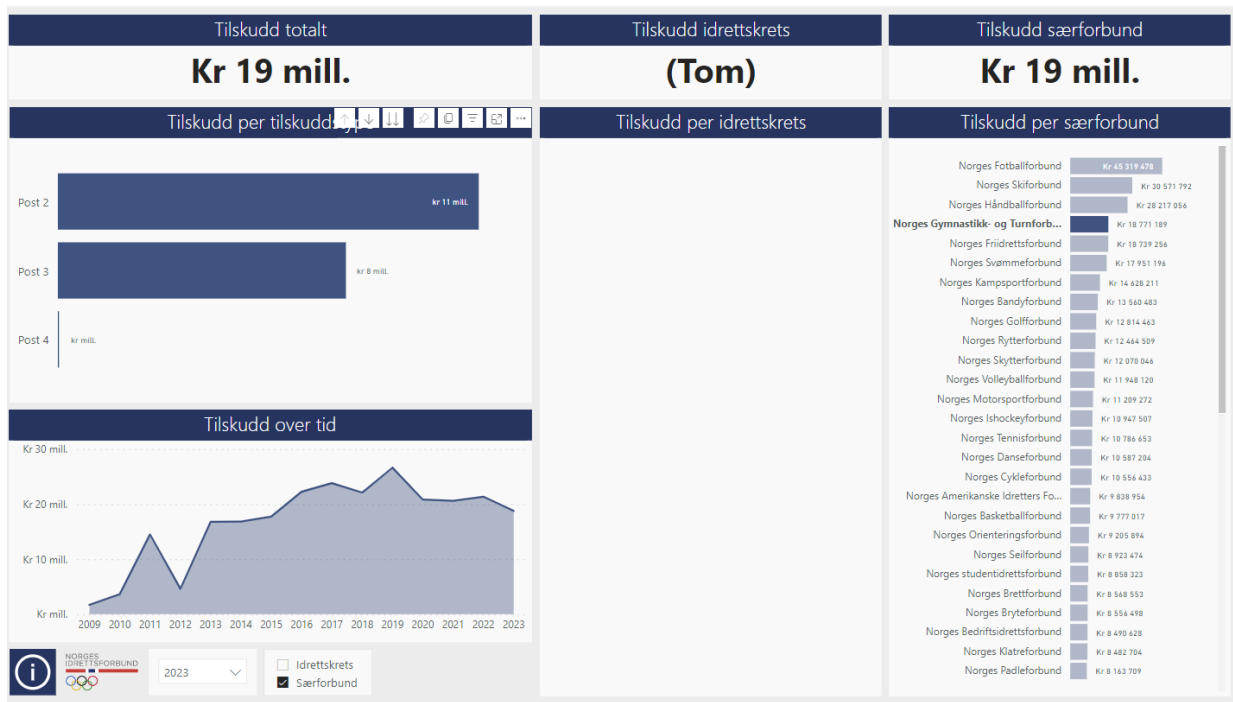 Tilskudd totalt
Kr 19 mill.
Tilskudd idrettskrets
(Tom)
Tilskudd særforbund
Kr 19 mill.
Tilskudd per tilskuddstype
Post 2
kr 11 mill.
Post 3
kr 8 mill.
Post 4
kr mill.
Tilskudd over tid
Kr 30 mill.
Kr 20 mill.
Kr 10 mill.
Kr mill.
2009 2010 2011 2012 2013 2014 2015 2016 2017 2018 2019 2020 2021 2022 2023
NORGES
IDRETTSFORBUND
2023
Idrettskrets
Særforbund
Tilskudd per idrettskrets
Tilskudd per særforbund
Norges Fotballforbund Kr 45 319 478
Norges Skiforbund Kr 30 571 792
Norges Håndballforbund Kr 28 217 056
Norges Gymnastikk- og Turnforb... Kr 18 771 189
Norges Friidrettsforbund Kr 18 739 256
Norges Svømmeforbund Kr 17 951 196
Norges Kampsportforbund Kr 14 628 211
Norges Bandyforbund Kr 13 560 483
Norges Golfforbund Kr 12 814 463
Norges Rytterforbund Kr 12 464 509
Norges Skytterforbund Kr 12 070 046
Norges Volleyballforbund Kr 11 948 120
Norges Motorsportforbund Kr 11 209 272
Norges Ishockeyforbund Kr 10 947 507
Norges Tennisforbund Kr 10 786 653
Norges Danseforbund Kr 10 587 204
Norges Cykleforbund Kr 10 556 433
Norges Amerikanske Idretters Fo... Kr 9 838 954
Norges Basketballforbund Kr 9 777 017
Norges Orienteringsforbund Kr 9 205 894
Norges Seilforbund Kr 8 923 474
Norges studentidrettsforbund Kr 8 858 323
Norges Brettforbund Kr 8 568 553
Norges Bryteforbund Kr 8 556 498
Norges Bedriftsidrettsforbund Kr 8 490 628
Norges Klatreforbund Kr 8 482 704
Norges Padleforbund Kr 8 163 709